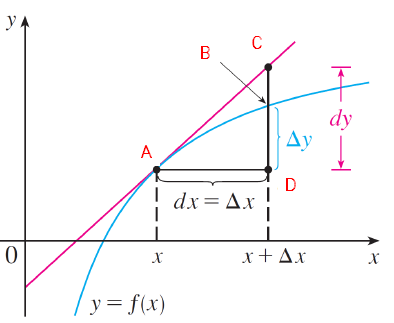 y
C
B
dy
A
Δy
D
dx = Δx
0
x
x + Δx
x
y = f(x)